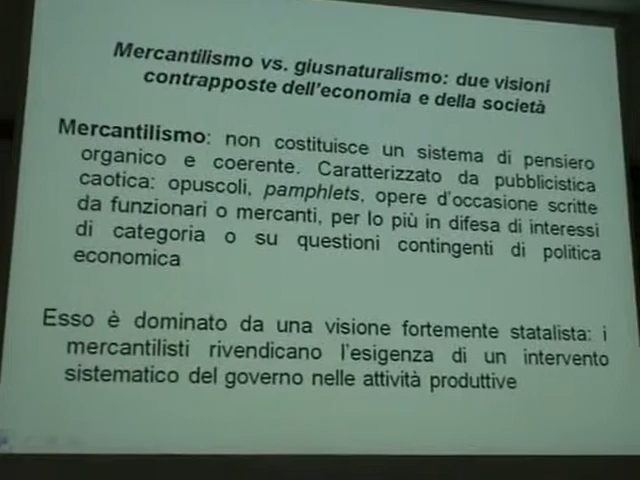 Mercantilismo vs. giusnaturalismo: due visioni
contrapposte dell'economia e della società
Mercantilismo: non costituisce un sistema di pensiero
organico e coerente. Caratterizzato da pubblicistica
caotica: opuscoli, pamphlets, opere d'occasione scritte
da funzionari o mercanti, per lo più in difesa di interessi
di categoria o su questioni contingenti di politica
economica
Esso è dominato da una visione fortemente statalista: i
mercantilisti rivendicano l'esigenza di un intervento
sistematico del governo nelle attività produttive